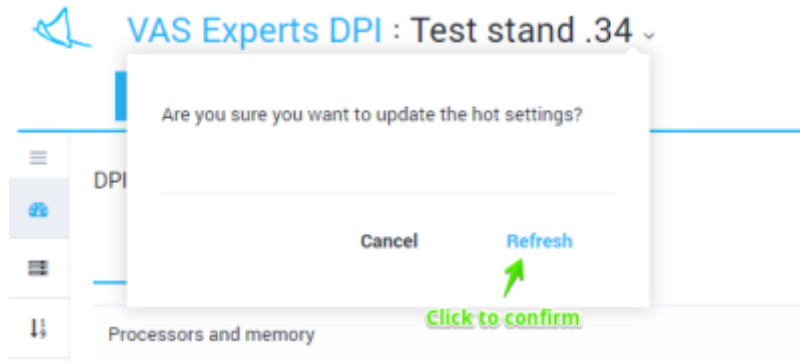 VAS Experts DPI : Test stand .34
Are you sure you want to update the hot settings?
DPI
Cancel Refresh
Click to confirm
Processors and memory